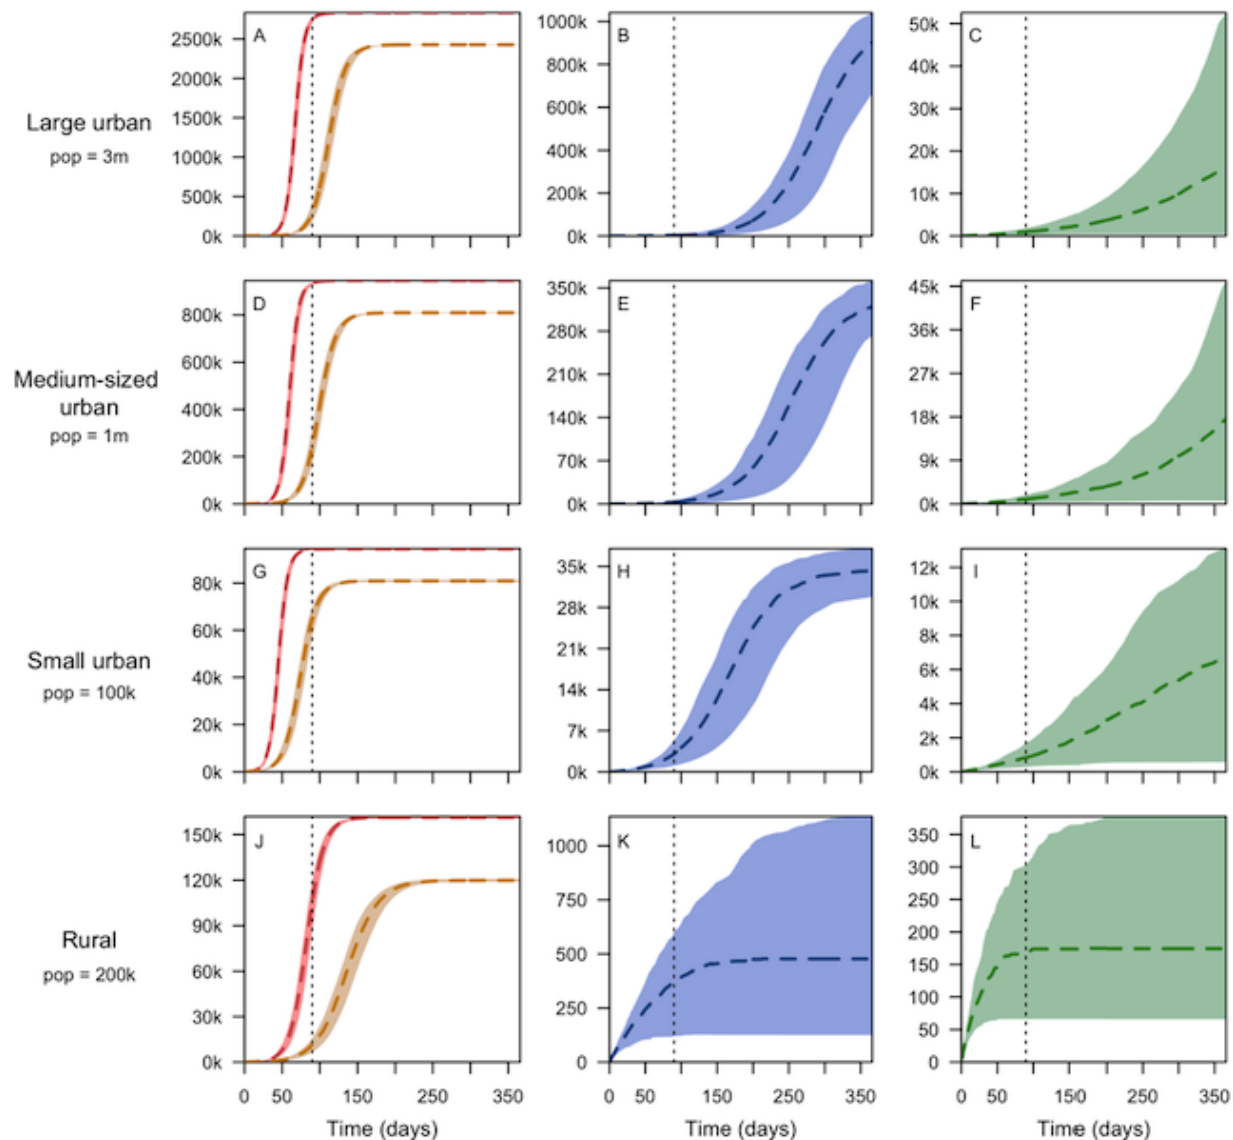 A
2500k
2000k
1500k
1000k
500k
0k
B
1000k
800k
600k
400k
200k
0k
C
50k
40k
30k
20k
10k
0k
Large urban
pop = 3m
D
800k
600k
400k
200k
0k
E
350k
280k
210k
140k
70k
0k
F
45k
36k
27k
18k
9k
0k
Medium-sized
urban
pop = 1m
G
80k
60k
40k
20k
0k
H
35k
28k
21k
14k
7k
0k
I
12k
9k
8k
6k
4k
2k
0k
Small urban
pop = 100k
J
150k
120k
90k
60k
30k
0k
K
1000
750
500
250
0
L
350
300
250
200
150
100
50
0
Rural
pop = 200k
0 50 150 250 350
0 50 150 250 350
0 50 150 250 350
Time (days)
Time (days)
Time (days)